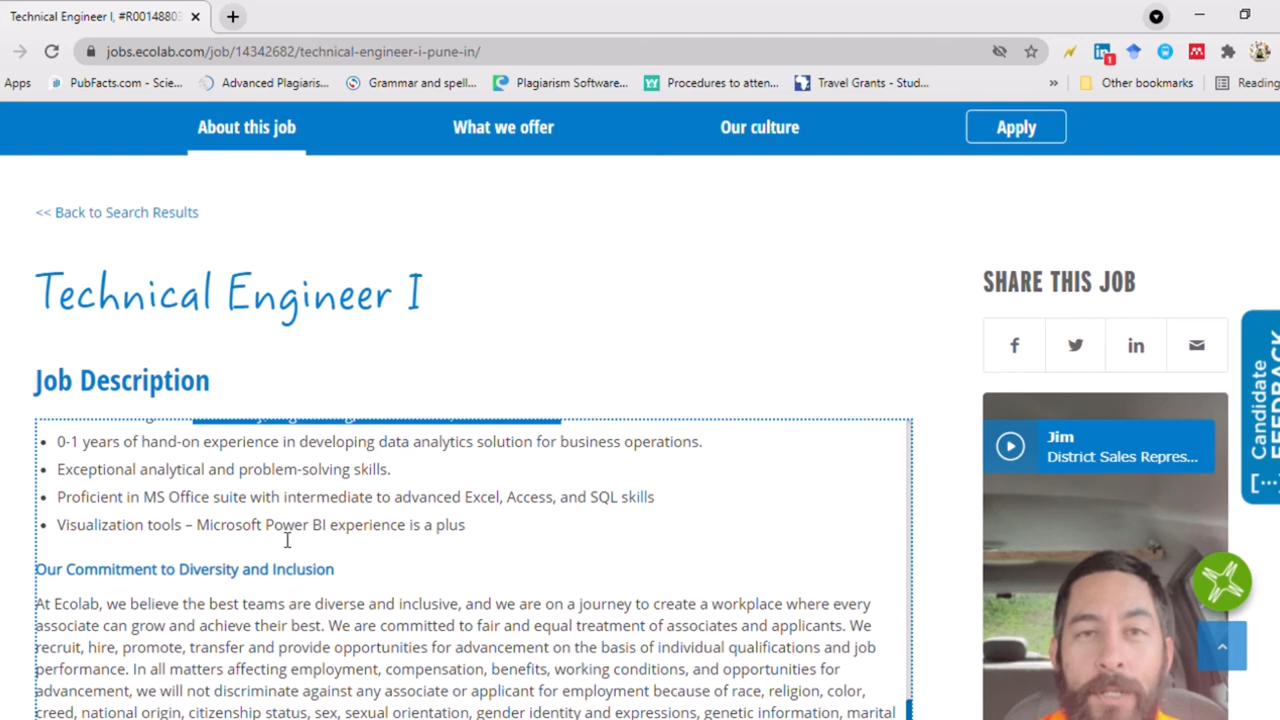 Technical Engineer I, #R0014880
jobs.ecolab.com/job/14342682/technical-engineer-i-pune-in/
1
Apps PubFacts.com - Scie... Advanced Plagiaris... Grammar and spell... Plagiarism Software... Procedures to atten... Travel Grants - Stud... » Other bookmarks Reading
About this job What we offer Our culture Apply
<< Back to Search Results
Technical Engineer I
SHARE THIS JOB
Job Description
• 0-1 years of hand-on experience in developing data analytics solution for business operations.
• Exceptional analytical and problem-solving skills.
• Proficient in MS Office suite with intermediate to advanced Excel, Access, and SQL skills
• Visualization tools – Microsoft Power BI experience is a plus
Our Commitment to Diversity and Inclusion
At Ecolab, we believe the best teams are diverse and inclusive, and we are on a journey to create a workplace where every
associate can grow and achieve their best. We are committed to fair and equal treatment of associates and applicants. We
recruit, hire, promote, transfer and provide opportunities for advancement on the basis of individual qualifications and job
performance. In all matters affecting employment, compensation, benefits, working conditions, and opportunities for
advancement, we will not discriminate against any associate or applicant for employment because of race, religion, color,
creed, national origin, citizenship status, sex, sexual orientation, gender identity and expressions, genetic information, marital
Jim
District Sales Repres...
Candidate
FEEDBACK